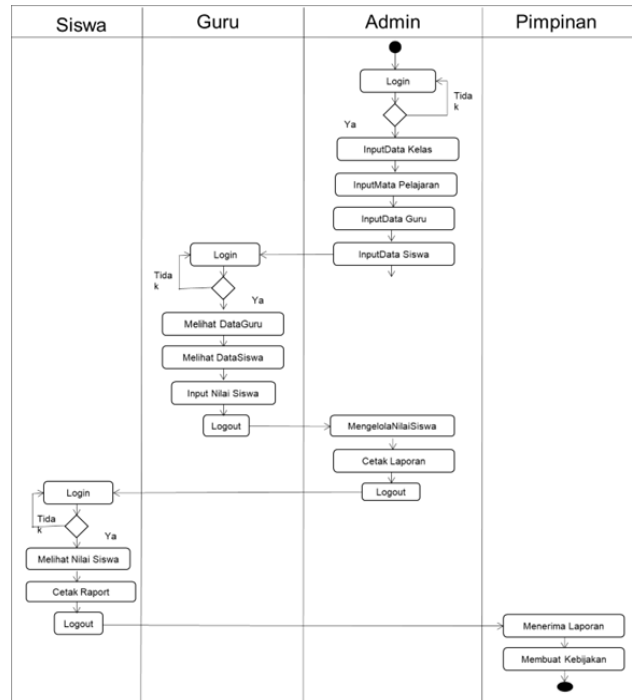 Siswa
Guru
Admin
Pimpinan
Login
Tida
k
Ya
InputData Kelas
InputMata Pelajaran
InputData Guru
InputData Siswa
Login
Tida
k
Ya
Melihat DataGuru
Melihat DataSiswa
Input Nilai Siswa
Logout
MengelolaNilaiSiswa
Cetak Laporan
Logout
Login
Tida
k
Ya
Melihat Nilai Siswa
Cetak Raport
Logout
Menerima Laporan
Membuat Kebijakan